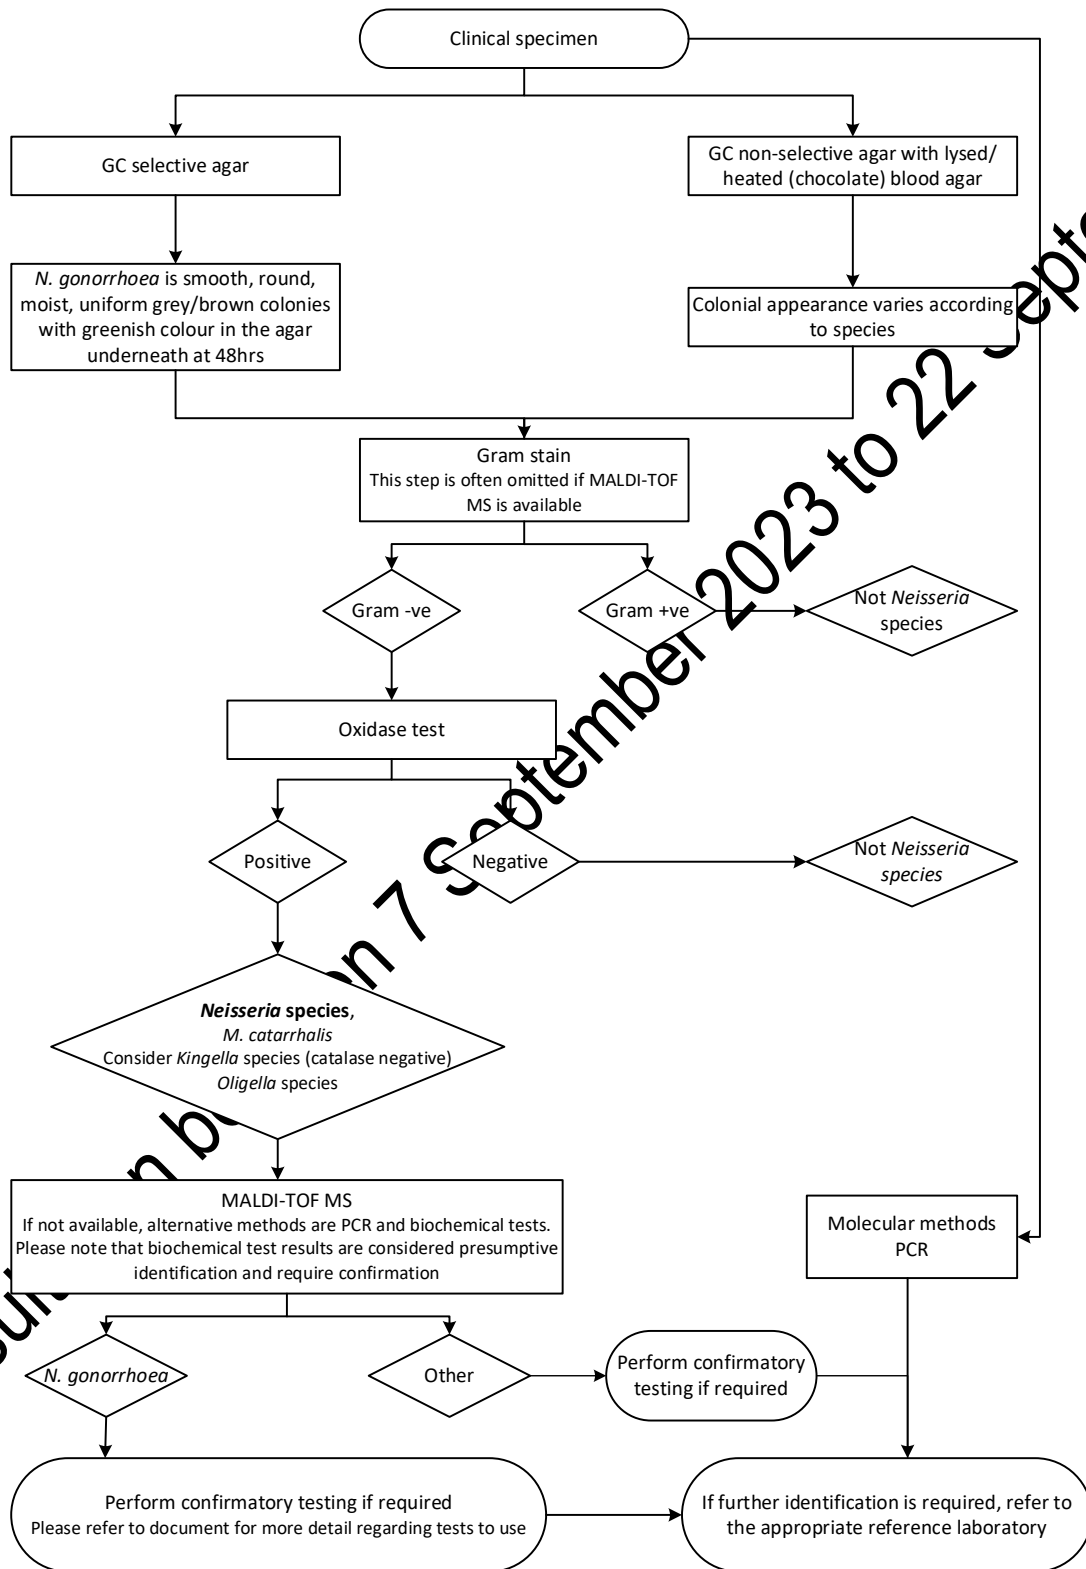 Clinical specimen
GC selective agar
GC non-selective agar with lysed/
heated (chocolate) blood agar
N. gonorrhoea is smooth, round,
moist, uniform grey/brown colonies
with greenish colour in the agar
underneath at 48hrs
Colonial appearance varies according
to species
Gram stain
This step is often omitted if MALDI-TOF
MS is available
Gram -ve
Gram +ve
Not Neisseria
species
Oxidase test
Positive
Negative
Not Neisseria
species
Neisseria species,
M. catarrhalis
Consider Kingella species (catalase negative)
Oligella species
MALDI-TOF MS
If not available, alternative methods are PCR and biochemical tests.
Please note that biochemical test results are considered presumptive
identification and require confirmation
Molecular methods
PCR
N. gonorrhoea
Other
Perform confirmatory
testing if required
Perform confirmatory testing if required
Please refer to document for more detail regarding tests to use
If further identification is required, refer to
the appropriate reference laboratory
7 September 2023 to 22